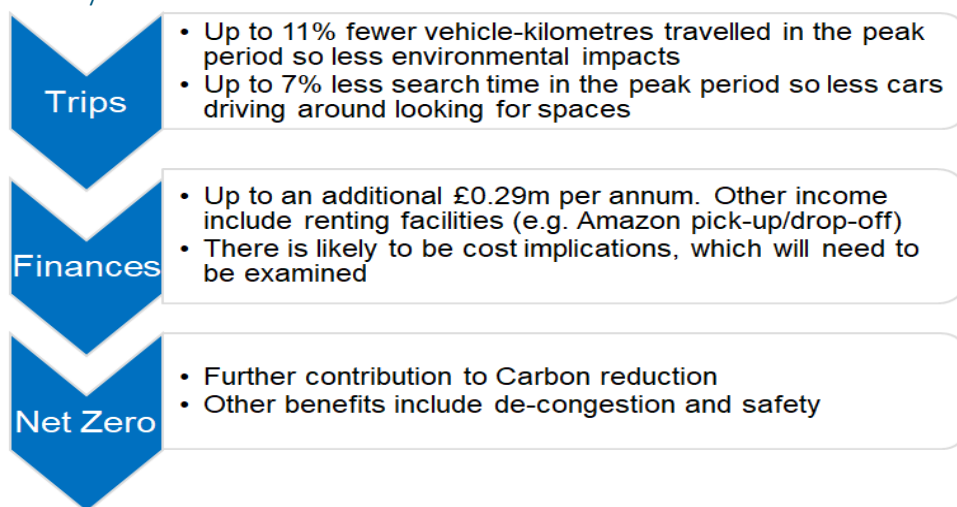 Trips
• Up to 11% fewer vehicle-kilometres travelled in the peak
period so less environmental impacts
• Up to 7% less search time in the peak period so less cars
driving around looking for spaces
Finances
• Up to an additional £0.29m per annum. Other income
include renting facilities (e.g. Amazon pick-up/drop-off)
• There is likely to be cost implications, which will need to
be examined
Net Zero
• Further contribution to Carbon reduction
• Other benefits include de-congestion and safety